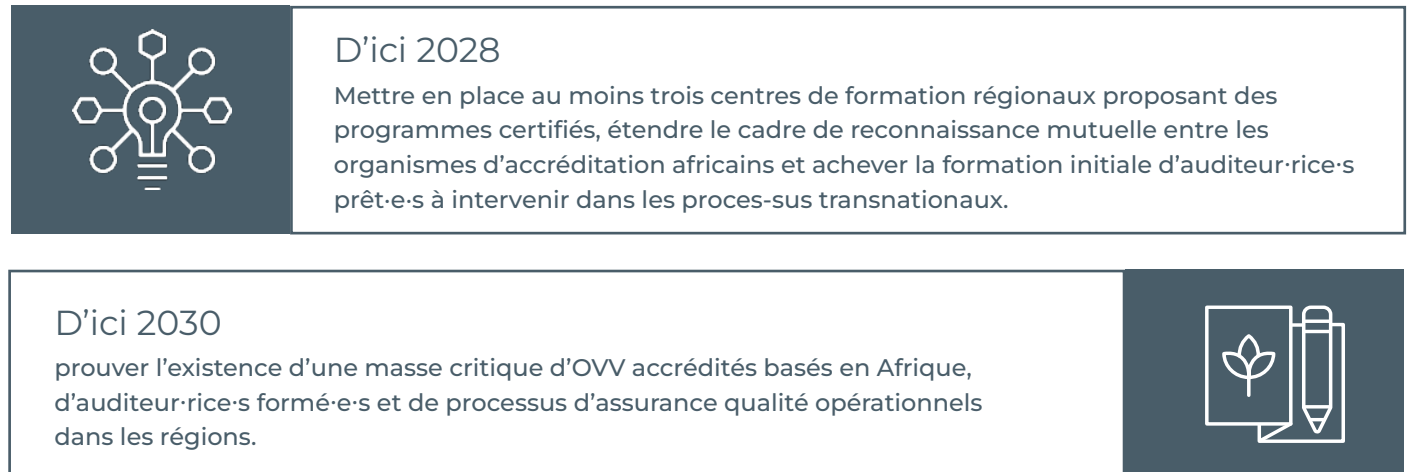 D’ici 2028
Mettre en place au moins trois centres de formation régionaux proposant des
programmes certifiés, étendre le cadre de reconnaissance mutuelle entre les
organismes d’accréditation africains et achever la formation initiale d’auditeur·rice·s
prêt·e·s à intervenir dans les proces-sus transnationaux.
D’ici 2030
prouver l’existence d’une masse critique d’OVV accrédités basés en Afrique,
d’auditeur·rice·s formé·e·s et de processus d’assurance qualité opérationnels
dans les régions.